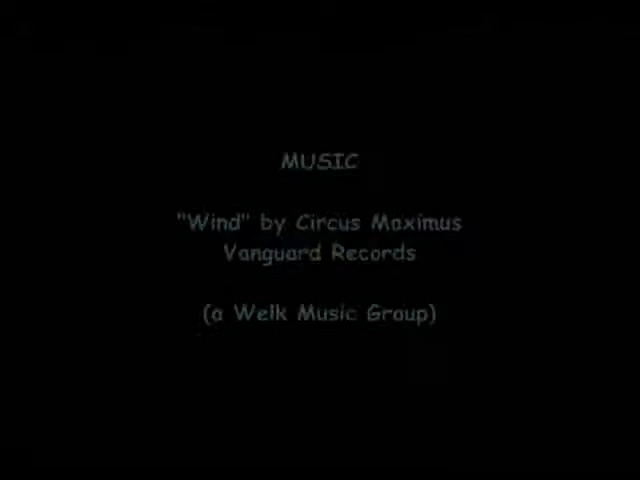 MUSIC
"Wind" by Circus Maximus
Vanguard Records
(a Welk Music Group)